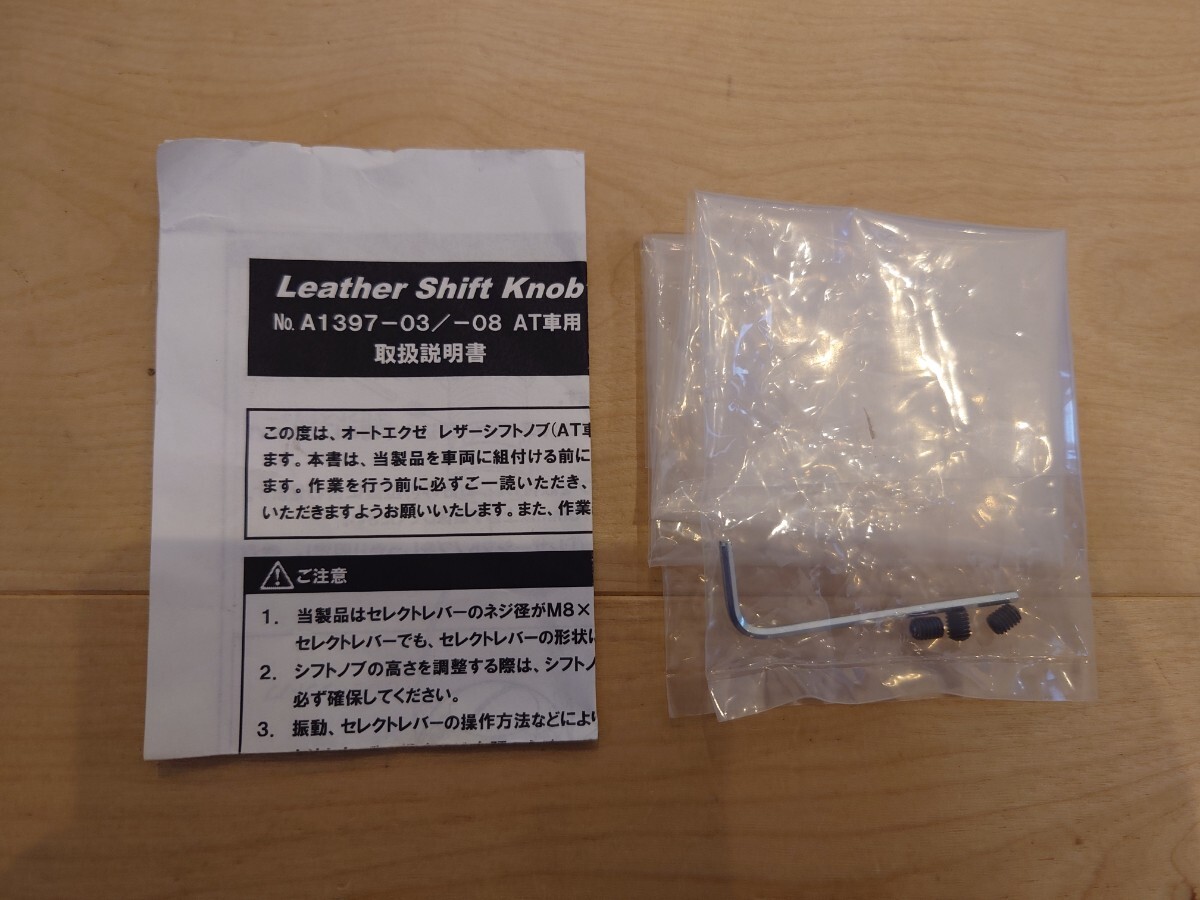 Leather Shift Knob
No. A1397-03/-08 AT車用
取扱説明書
この度は、オートエクゼ レザーシフトノブ(AT車
ます。本書は、当製品を車両に組付ける前に
ます。作業を行う前に必ずご一読いただき、
いただきますようお願いいたします。また、作業
ご注意
1. 当製品はセレクトレバーのネジ径がM8×
セレクトレバーでも、セレクトレバーの形状に
2. シフトノブの高さを調整する際は、シフトノ
必ず確保してください。
3. 振動、セレクトレバーの操作方法などにより